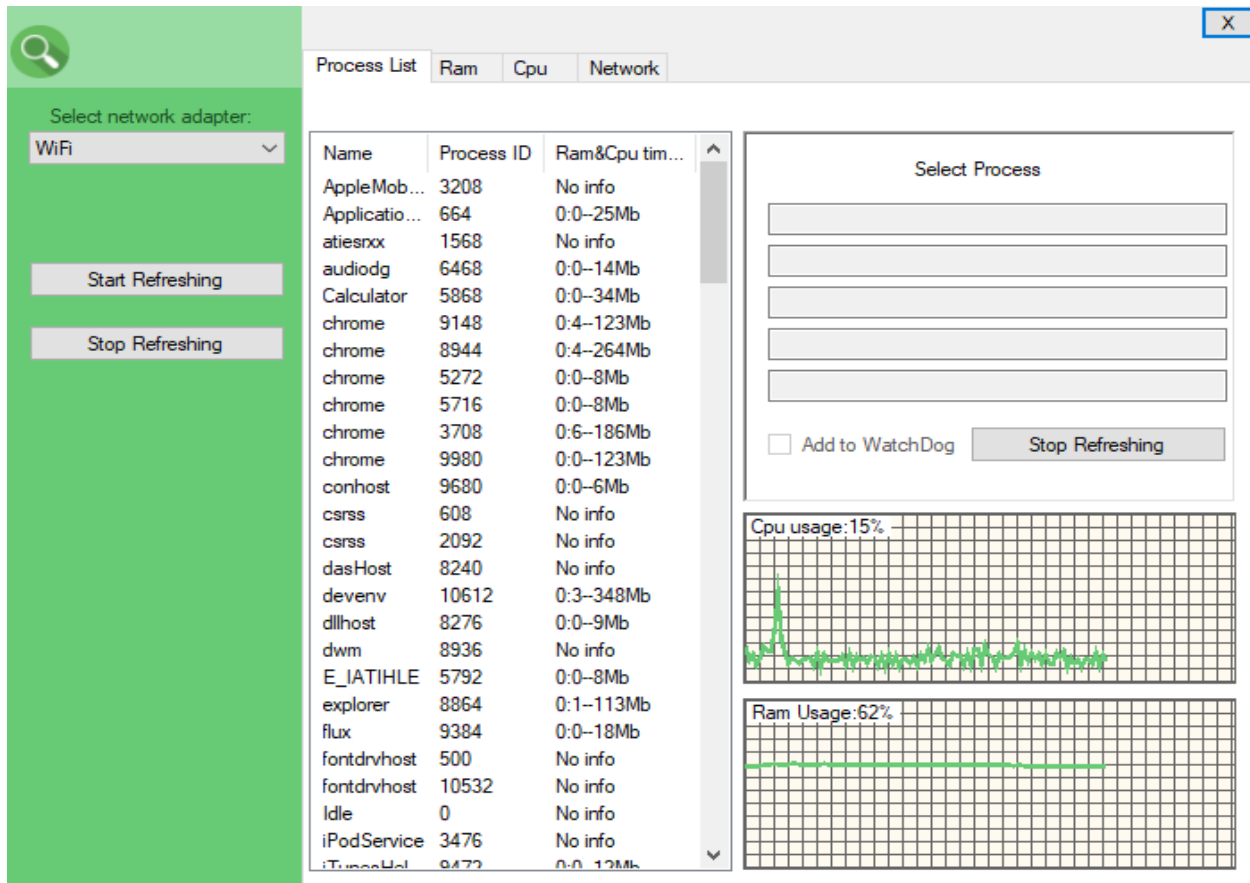 X
Process List Ram Cpu Network
Select network adapter:
WiFi
Start Refreshing
Stop Refreshing
Name Process ID Ram&Cpu tim...
AppleMob... 3208 No info
Applicatio... 664 0:0--25Mb
atiesrxx 1568 No info
audiodg 6468 0:0--14Mb
Calculator 5868 0:0--34Mb
chrome 9148 0:4--123Mb
chrome 8944 0:4--264Mb
chrome 5272 0:0--8Mb
chrome 5716 0:0--8Mb
chrome 3708 0:6--186Mb
chrome 9980 0:0--123Mb
conhost 9680 0:0--6Mb
csrss 608 No info
csrss 2092 No info
dasHost 8240 No info
devenv 10612 0:3--348Mb
dllhost 8276 0:0--9Mb
dwm 8936 No info
E_IATIHLE 5792 0:0--8Mb
explorer 8864 0:1--113Mb
flux 9384 0:0--18Mb
fontdrvhost 500 No info
fontdrvhost 10532 No info
Idle 0 No info
iPodService 3476 No info
iTunesHel... 9472 0:0--12Mb
Select Process
Add to WatchDog Stop Refreshing
Cpu usage:15%
Ram Usage:62%